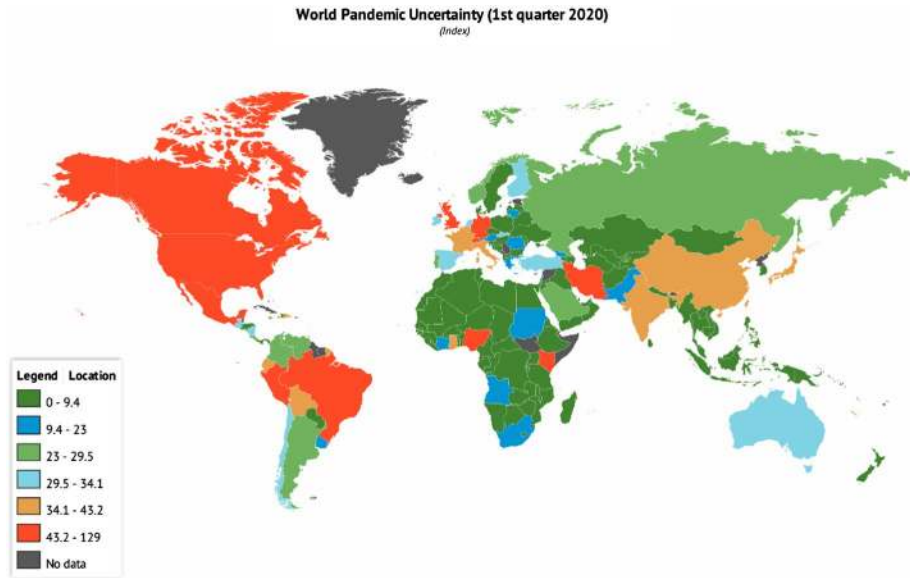 World Pandemic Uncertainty (1st quarter 2020)
(Index)
Legend Location
0 - 9.4
9.4 - 23
23 - 29.5
29.5 - 34.1
34.1 - 43.2
43.2 - 129
No data